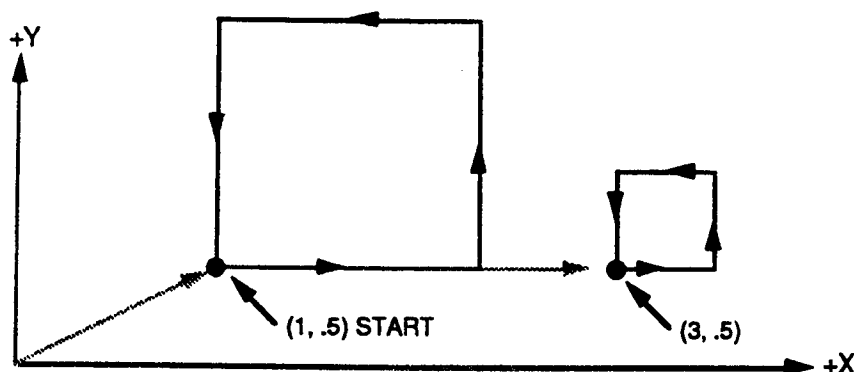 +Y
(1, .5) START
(3, .5)
+X